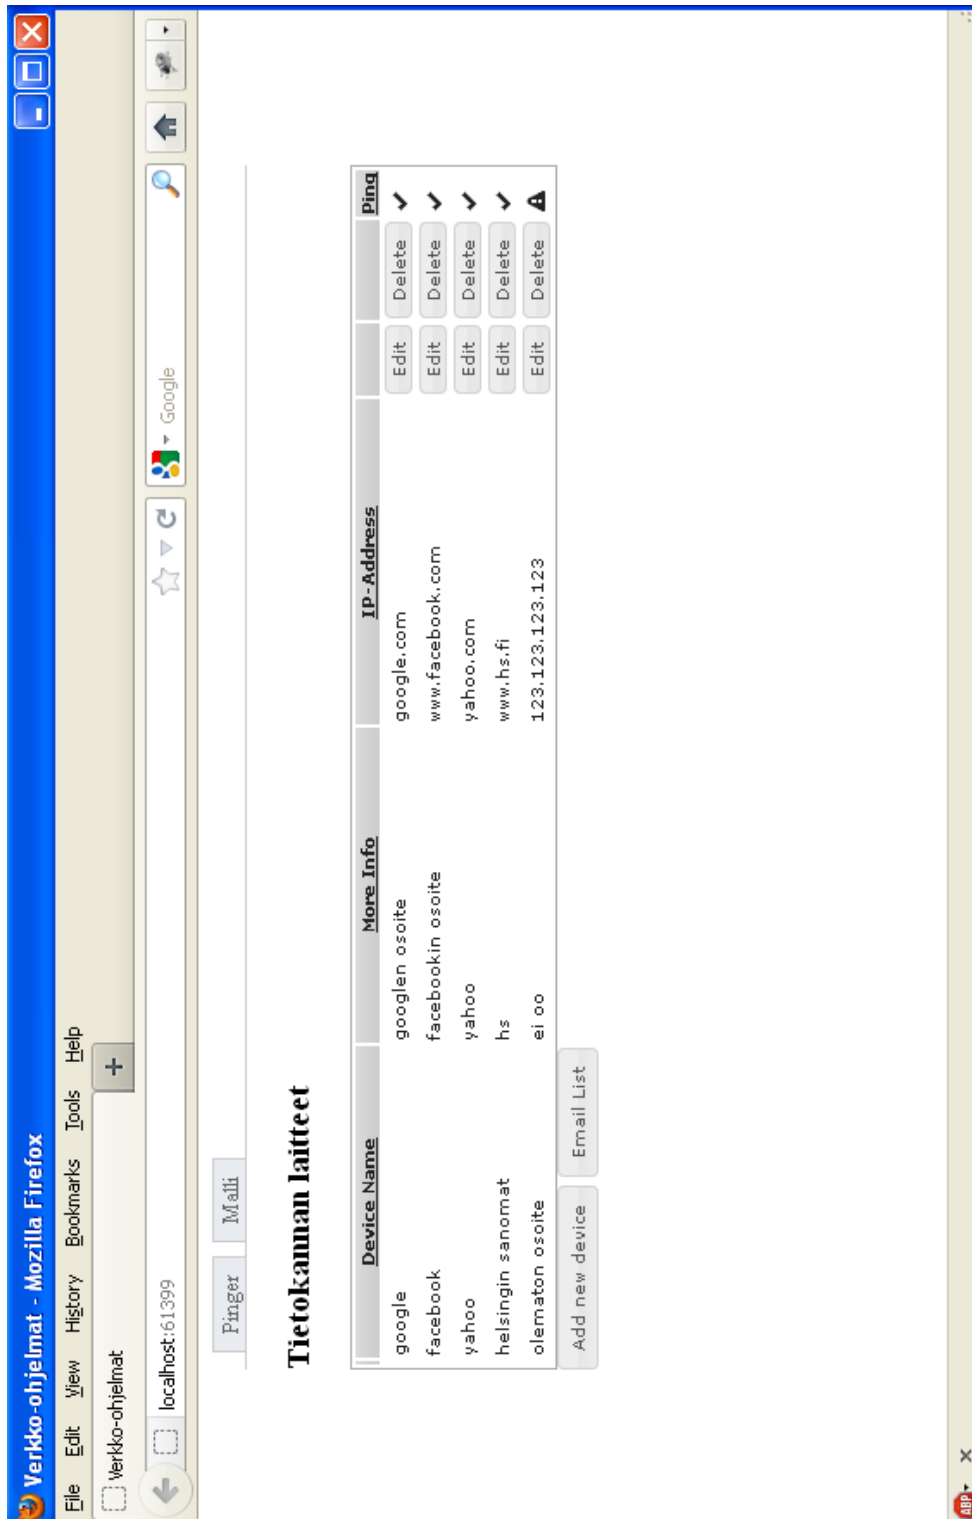 Verkko-ohjelmat - Mozilla Firefox
File Edit View History Bookmarks Tools Help
Verkko-ohjelmat
localhost:61399 Google
Pinger Malli
Tietokannan laitteet
Device Name More Info IP-Address Ping
google googlen osoite google.com Edit Delete
facebook facebookin osoite www.facebook.com Edit Delete
yahoo yahoo yahoo.com Edit Delete
helsingin sanomat hs www.hs.fi Edit Delete
olematon osoite ei oo 123.123.123.123 Edit Delete
Add new device Email List
ABP